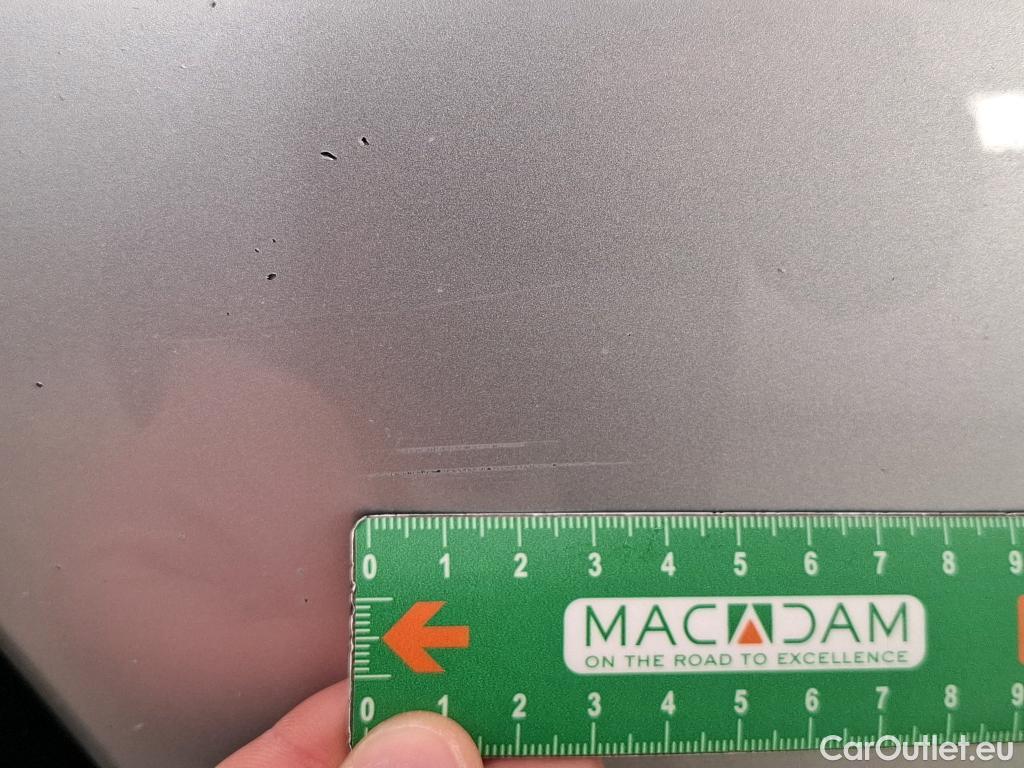 0 1 2 3 4 5 6 7 8 9
MACADAM
ON THE ROAD TO EXCELLENCE
0 1 2 3 4 5 6 7 8 9
CarOutlet.eu